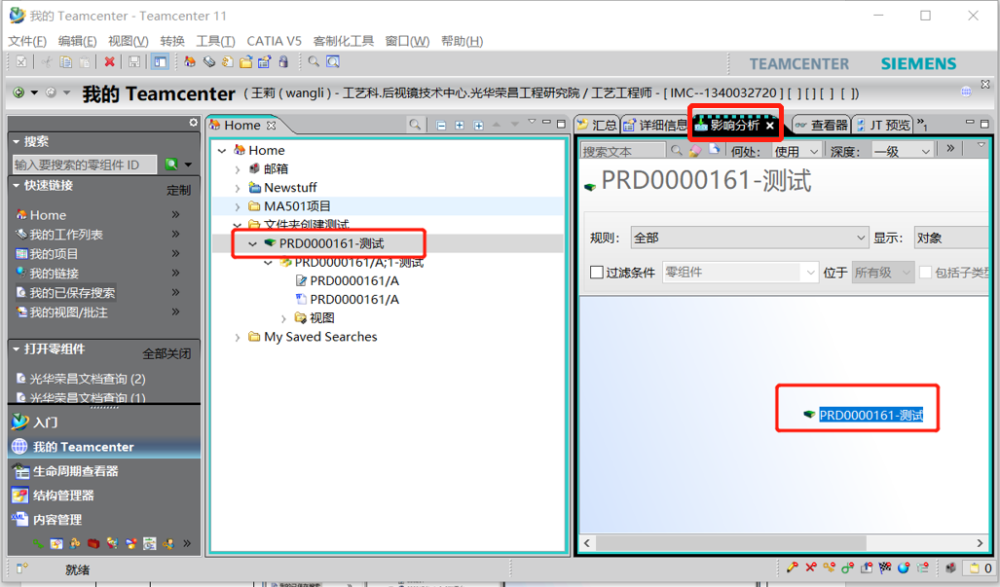 我的 Teamcenter - Teamcenter 11
文件(F) 编辑(E) 视图(V) 转换 工具(T) CATIA V5 客制化工具 窗口(W) 帮助(H)
TEAMCENTER SIEMENS
我的 Teamcenter ( 王莉 ( wangli ) - 工艺科.后视镜技术中心.光华荣昌工程研究院 / 工艺工程师 - [ IMC--1340032720 ] [ ] [ ] [ ] [ ])
搜索
输入要搜索的零组件 ID
快速链接 定制
Home »
我的工作列表 »
我的项目 »
我的链接 »
我的已保存搜索 »
我的视图/批注 »
打开零组件 全部关闭
光华荣昌文档查询 (2)
光华荣昌文档查询 (1)
入门
我的 Teamcenter
生命周期查看器
结构管理器
内容管理
»
Home
Home
邮箱
Newstuff
MA501项目
文件夹创建测试
PRD0000161-测试
PRD0000161/A;1-测试
PRD0000161/A
PRD0000161/A
视图
My Saved Searches
汇总 详细信息 影响分析 查看器 JT 预览 »1
搜索文本 何处: 使用 深度: 一级 »
PRD0000161-测试
规则: 全部 显示: 对象
过滤条件 零组件 位于 所有级 包括子类型
PRD0000161-测试
就绪 0